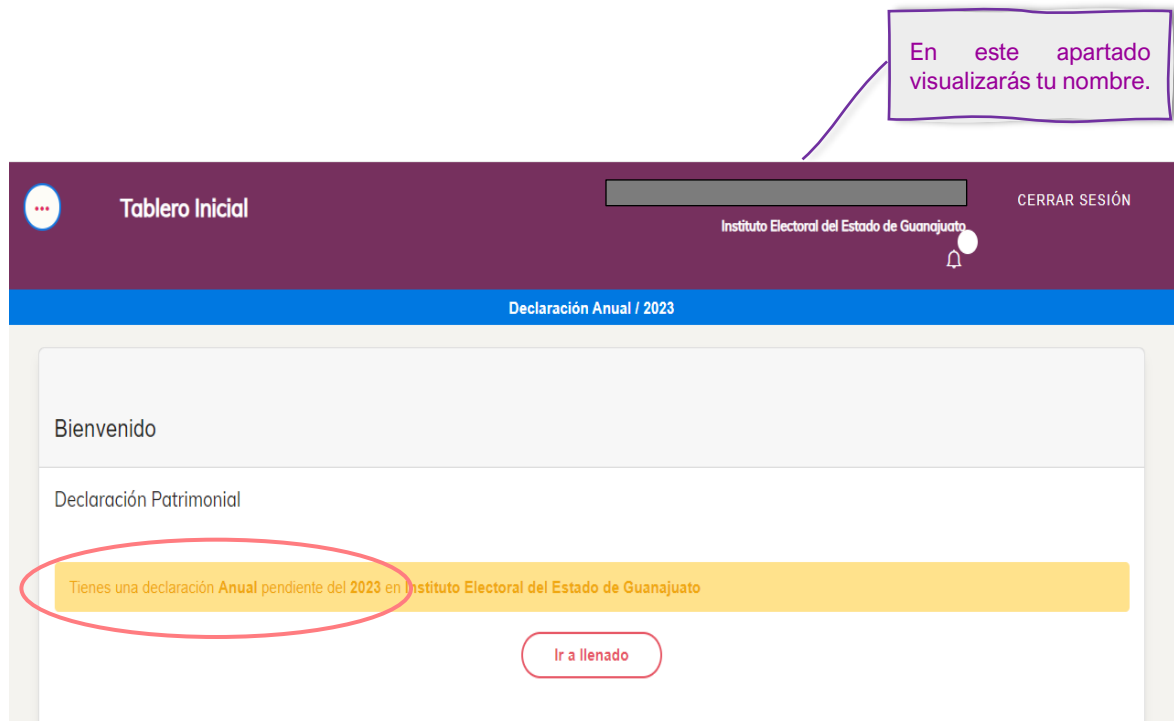 En este apartado
visualizarás tu nombre.
Tablero Inicial
CERRAR SESIÓN
Instituto Electoral del Estado de Guanajuato
Declaración Anual / 2023
Bienvenido
Declaración Patrimonial
Tienes una declaración Anual pendiente del 2023 en Instituto Electoral del Estado de Guanajuato
Ir a llenado